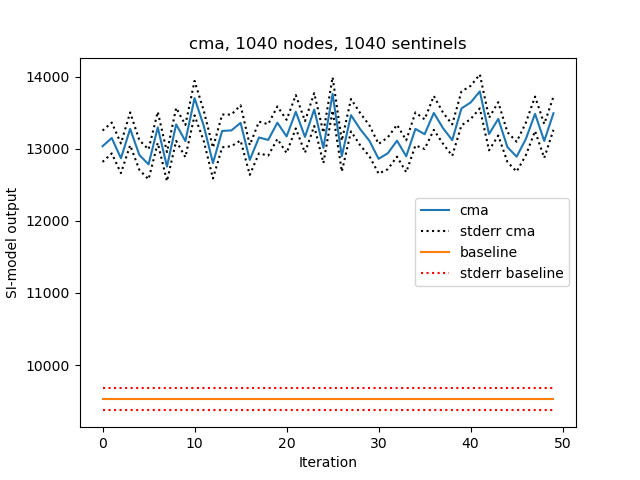 cma, 1040 nodes, 1040 sentinels
14000
13000
12000
11000
10000
SI-model output
cma
stderr cma
baseline
stderr baseline
0
10
20
30
40
50
Iteration